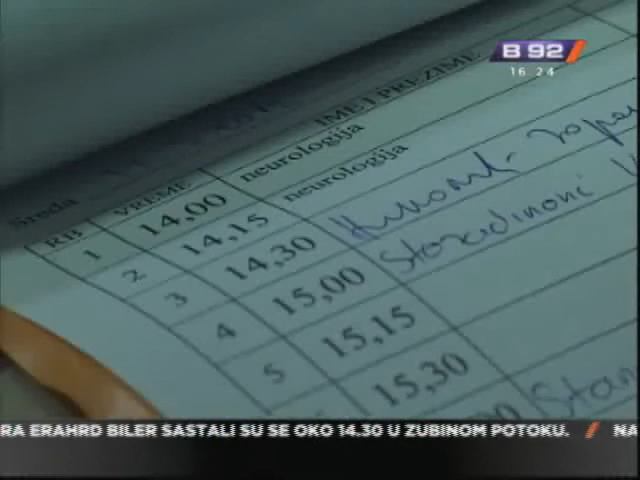 B 92
16 24
Sreda
RB VREME IME I PREZIME
1 14,00 neurologija
2 14,15 neurologija
3 14,30
4 15,00
5 15,15
15,30
RA ERAHRD BILER SASTALI SU SE OKO 14.30 U ZUBINOM POTOKU. / NA